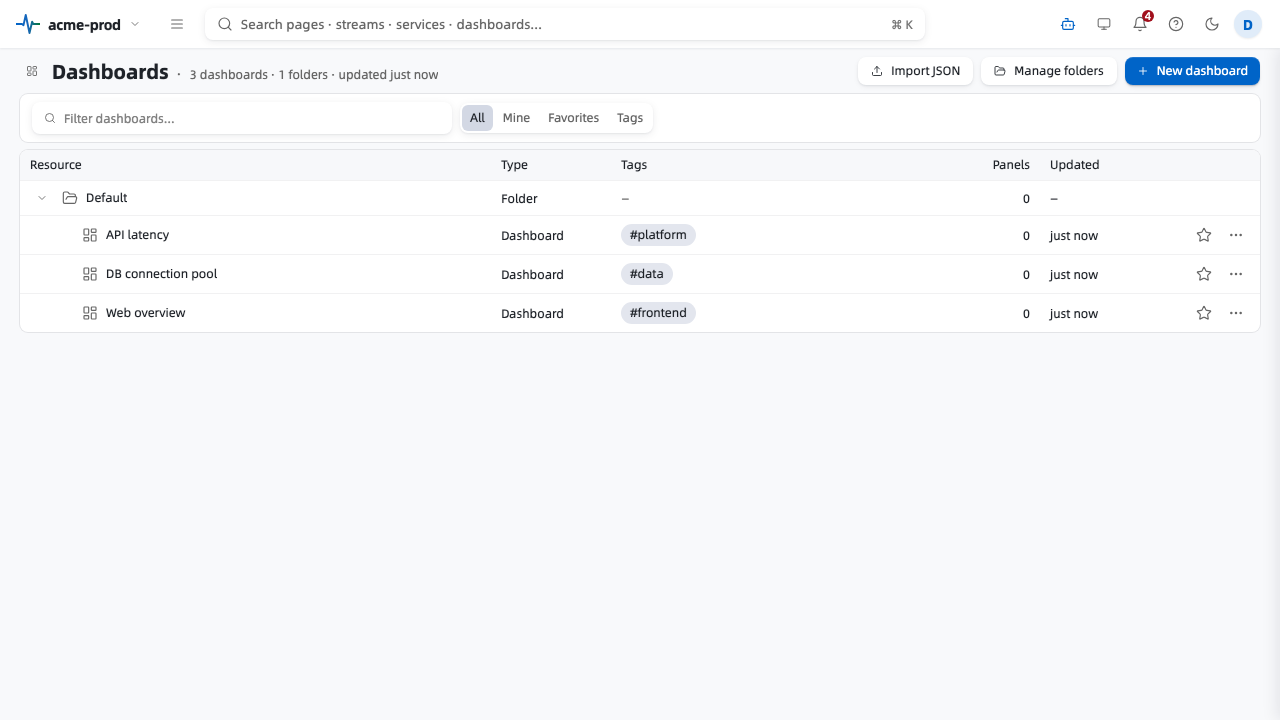 acme-prod
Search pages · streams · services · dashboards...
⌘ K
4
D
Dashboards · 3 dashboards · 1 folders · updated just now
Import JSON
Manage folders
New dashboard
Filter dashboards...
All Mine Favorites Tags
Resource Type Tags Panels Updated
Default Folder – 0 –
API latency Dashboard #platform 0 just now
DB connection pool Dashboard #data 0 just now
Web overview Dashboard #frontend 0 just now